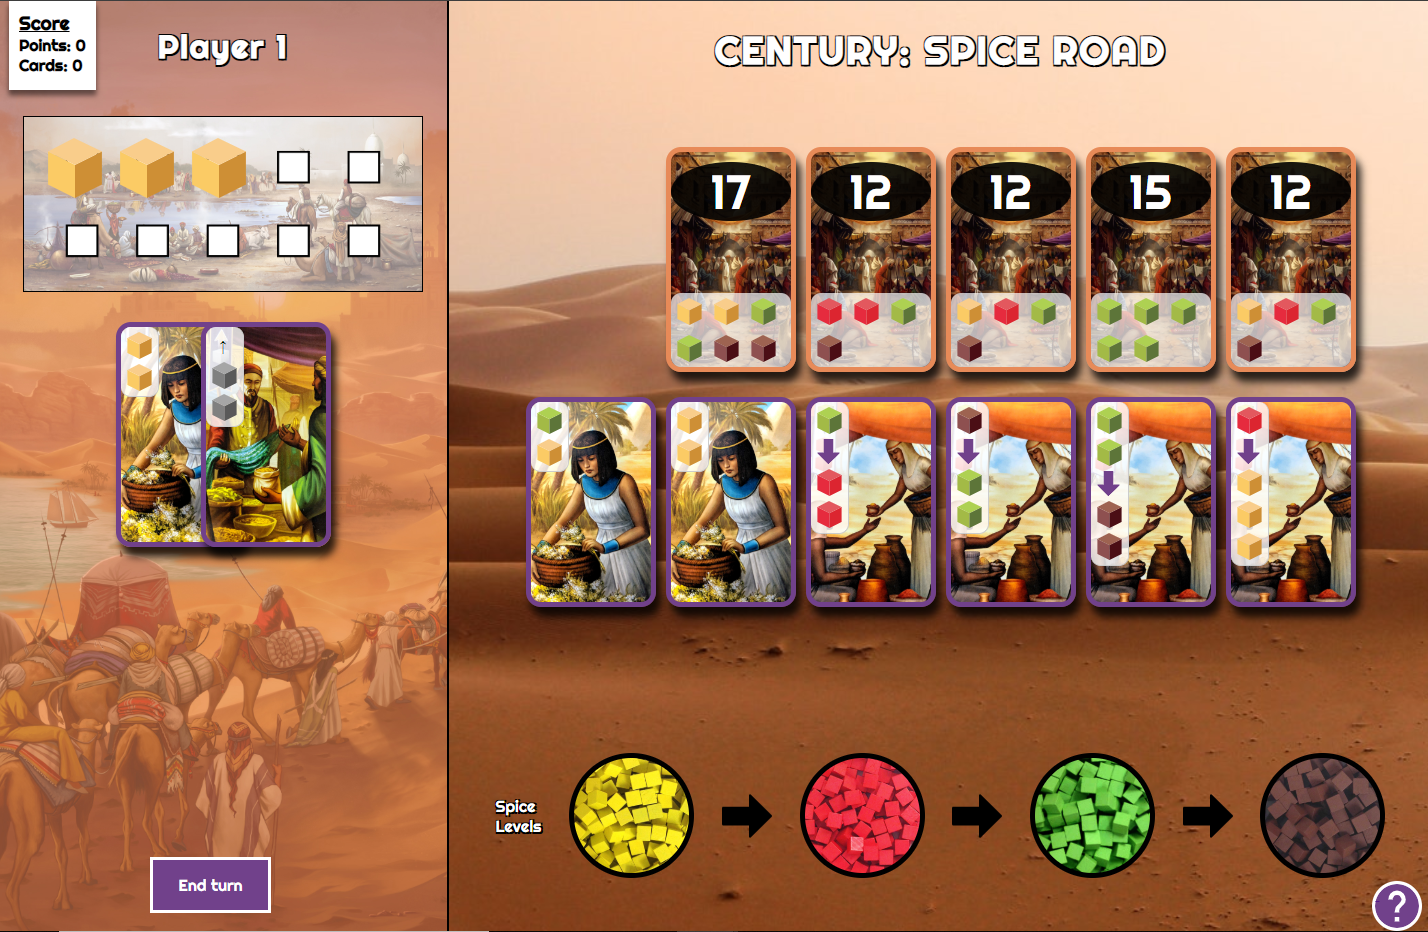 Score
Points: 0
Cards: 0
Player 1
CENTURY: SPICE ROAD
17
12
12
15
12
Spice
Levels
End turn
?